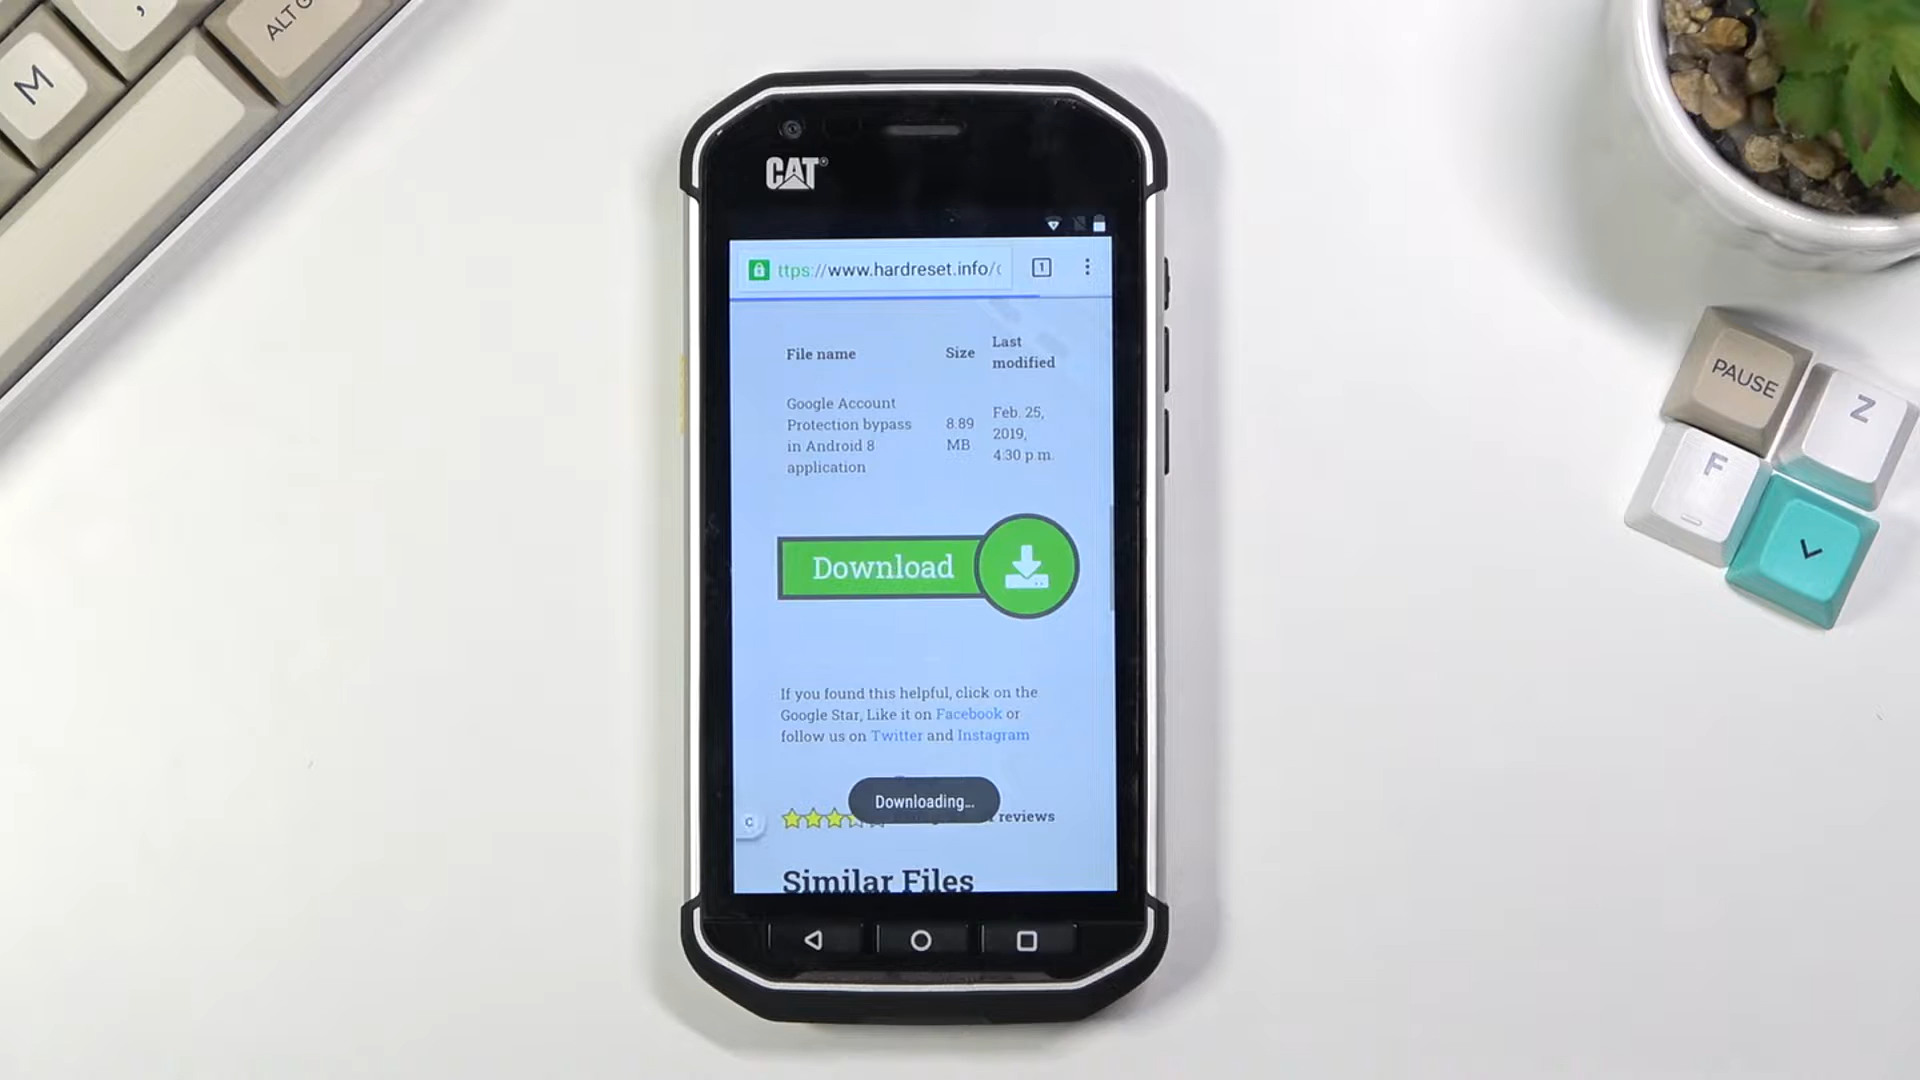 ,
M
ALT G
CAT®
ttps://www.hardreset.info/
1
File name Size Last modified
Google Account
Protection bypass
in Android 8
application
8.89
MB
Feb. 25,
2019,
4:30 p.m.
Download
If you found this helpful, click on the
Google Star, Like it on Facebook or
follow us on Twitter and Instagram
Downloading...
C
reviews
Similar Files
PAUSE
Z
F